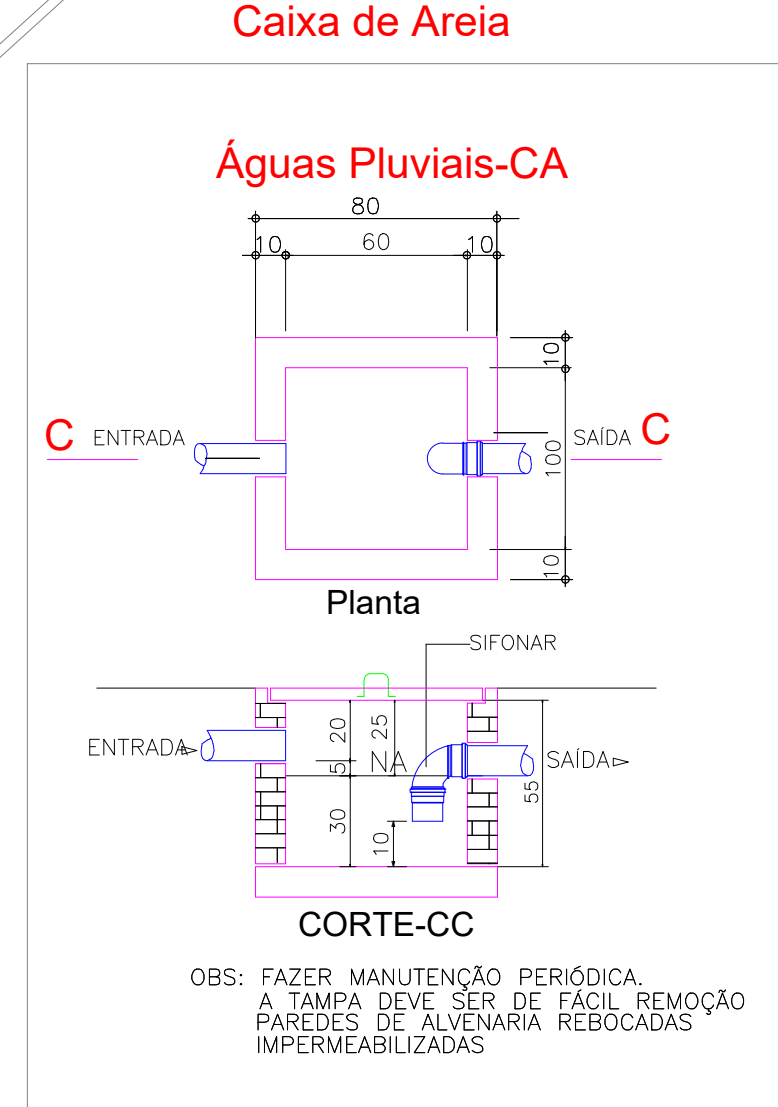 Caixa de Areia
Águas Pluviais-CA
80
10 60 10
10
C ENTRADA
SAÍDA C
100
10
Planta
SIFONAR
20 25
ENTRADA
NA
SAÍDA
5
55
30
10
CORTE-CC
OBS: FAZER MANUTENÇÃO PERIÓDICA.
A TAMPA DEVE SER DE FÁCIL REMOÇÃO
PAREDES DE ALVENARIA REBOCADAS
IMPERMEABILIZADAS